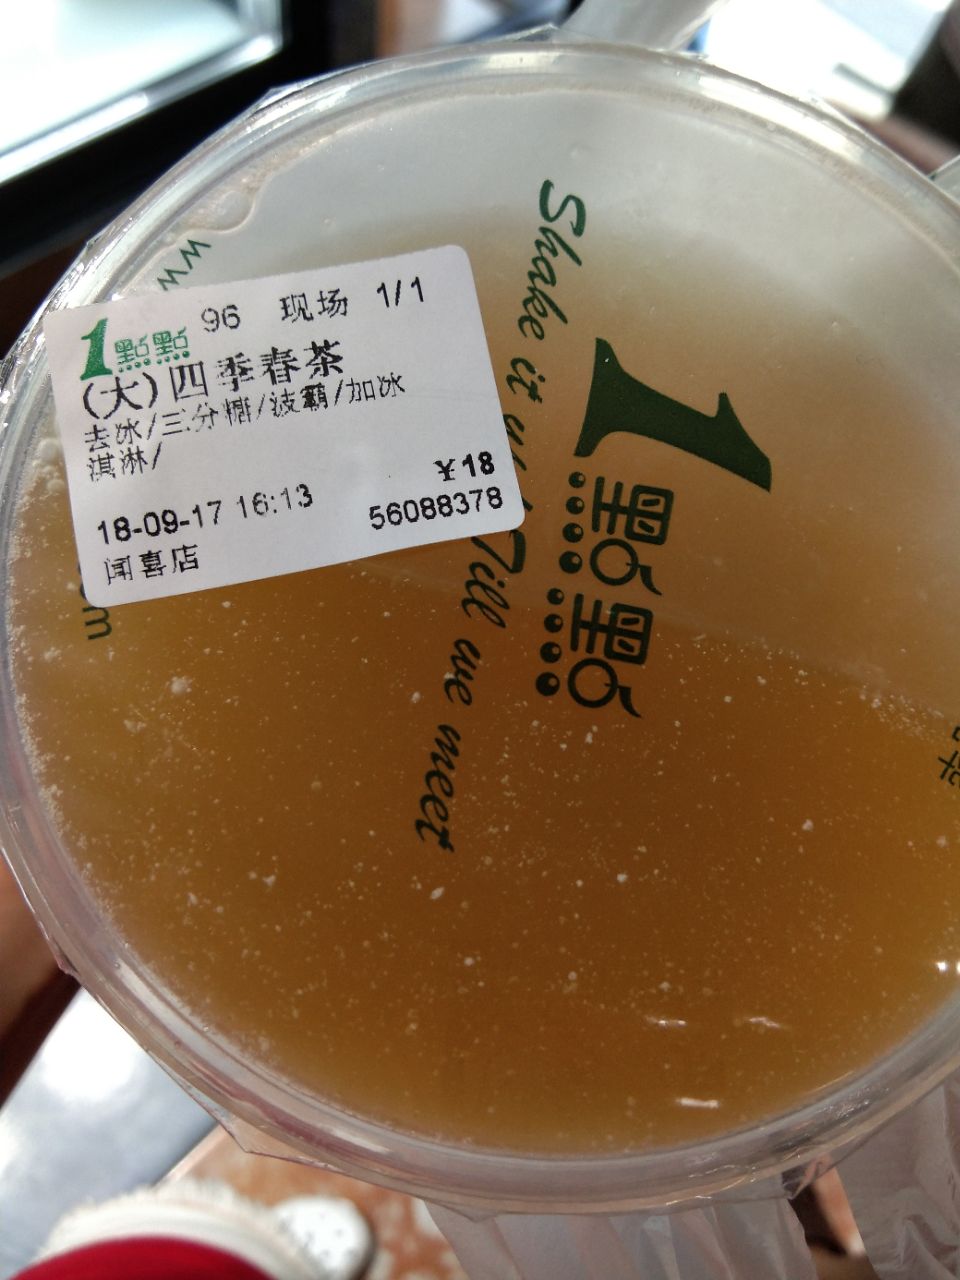 1點點 96 现场 1/1
(大)四季春茶
去冰/三分糖/波霸/加冰
淇淋/
¥18
18-09-17 16:13 56088378
闻喜店
ww
om
Shake it u Till we meet
1點點